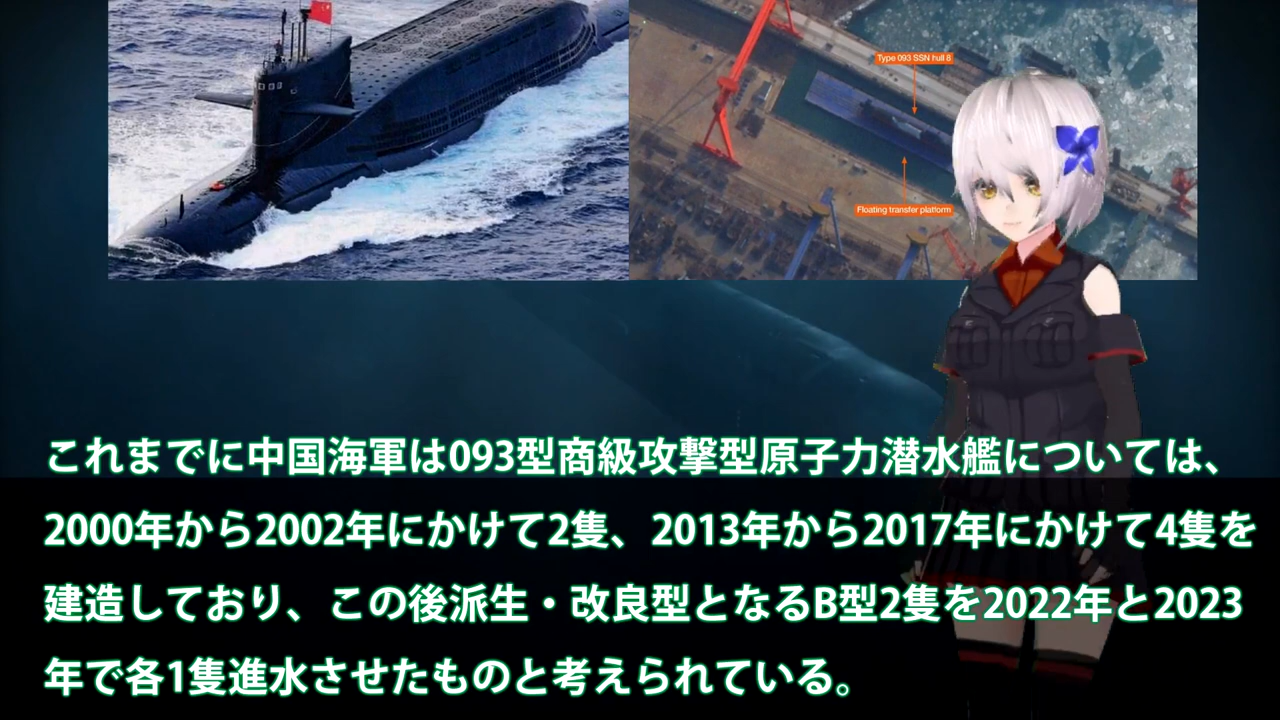 Type 093 SSN hull 8
Floating transfer platform
これまでに中国海軍は093型商級攻撃型原子力潜水艦については、
2000年から2002年にかけて2隻、2013年から2017年にかけて4隻を
建造しており、この後派生・改良型となるB型2隻を2022年と2023
年で各1隻進水させたものと考えられている。